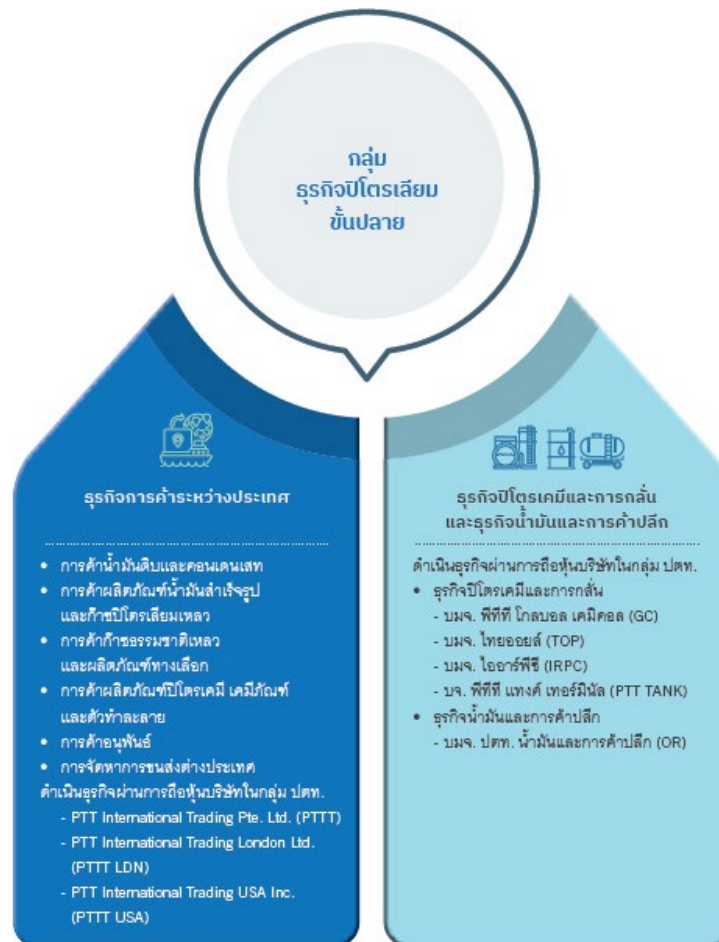 กลุ่ม
ธุรกิจปิโตรเลียม
ขั้นปลาย
ธุรกิจการค้าระหว่างประเทศ
• การค้าน้ำมันดิบและคอนเดนเสท
• การค้าผลิตภัณฑ์น้ำมันสำเร็จรูป
และก๊าซปิโตรเลียมเหลว
• การค้าก๊าซธรรมชาติเหลว
และผลิตภัณฑ์ทางเลือก
• การค้าผลิตภัณฑ์ปิโตรเคมี เคมีภัณฑ์
และตัวทำละลาย
• การค้าอนุพันธ์
• การจัดหาการขนส่งต่างประเทศ
ดำเนินธุรกิจผ่านการถือหุ้นบริษัทในกลุ่ม ปตท.
- PTT International Trading Pte. Ltd. (PTTT)
- PTT International Trading London Ltd.
(PTTT LDN)
- PTT International Trading USA Inc.
(PTTT USA)
ธุรกิจปิโตรเคมีและการกลั่น
และธุรกิจน้ำมันและการค้าปลีก
ดำเนินธุรกิจผ่านการถือหุ้นบริษัทในกลุ่ม ปตท.
• ธุรกิจปิโตรเคมีและการกลั่น
- บมจ. พีทีที โกลบอล เคมิคอล (GC)
- บมจ. ไทยออยล์ (TOP)
- บมจ. ไออาร์พีซี (IRPC)
- บจ. พีทีที แทงค์ เทอร์มินัล (PTT TANK)
• ธุรกิจน้ำมันและการค้าปลีก
- บมจ. ปตท. น้ำมันและการค้าปลีก (OR)